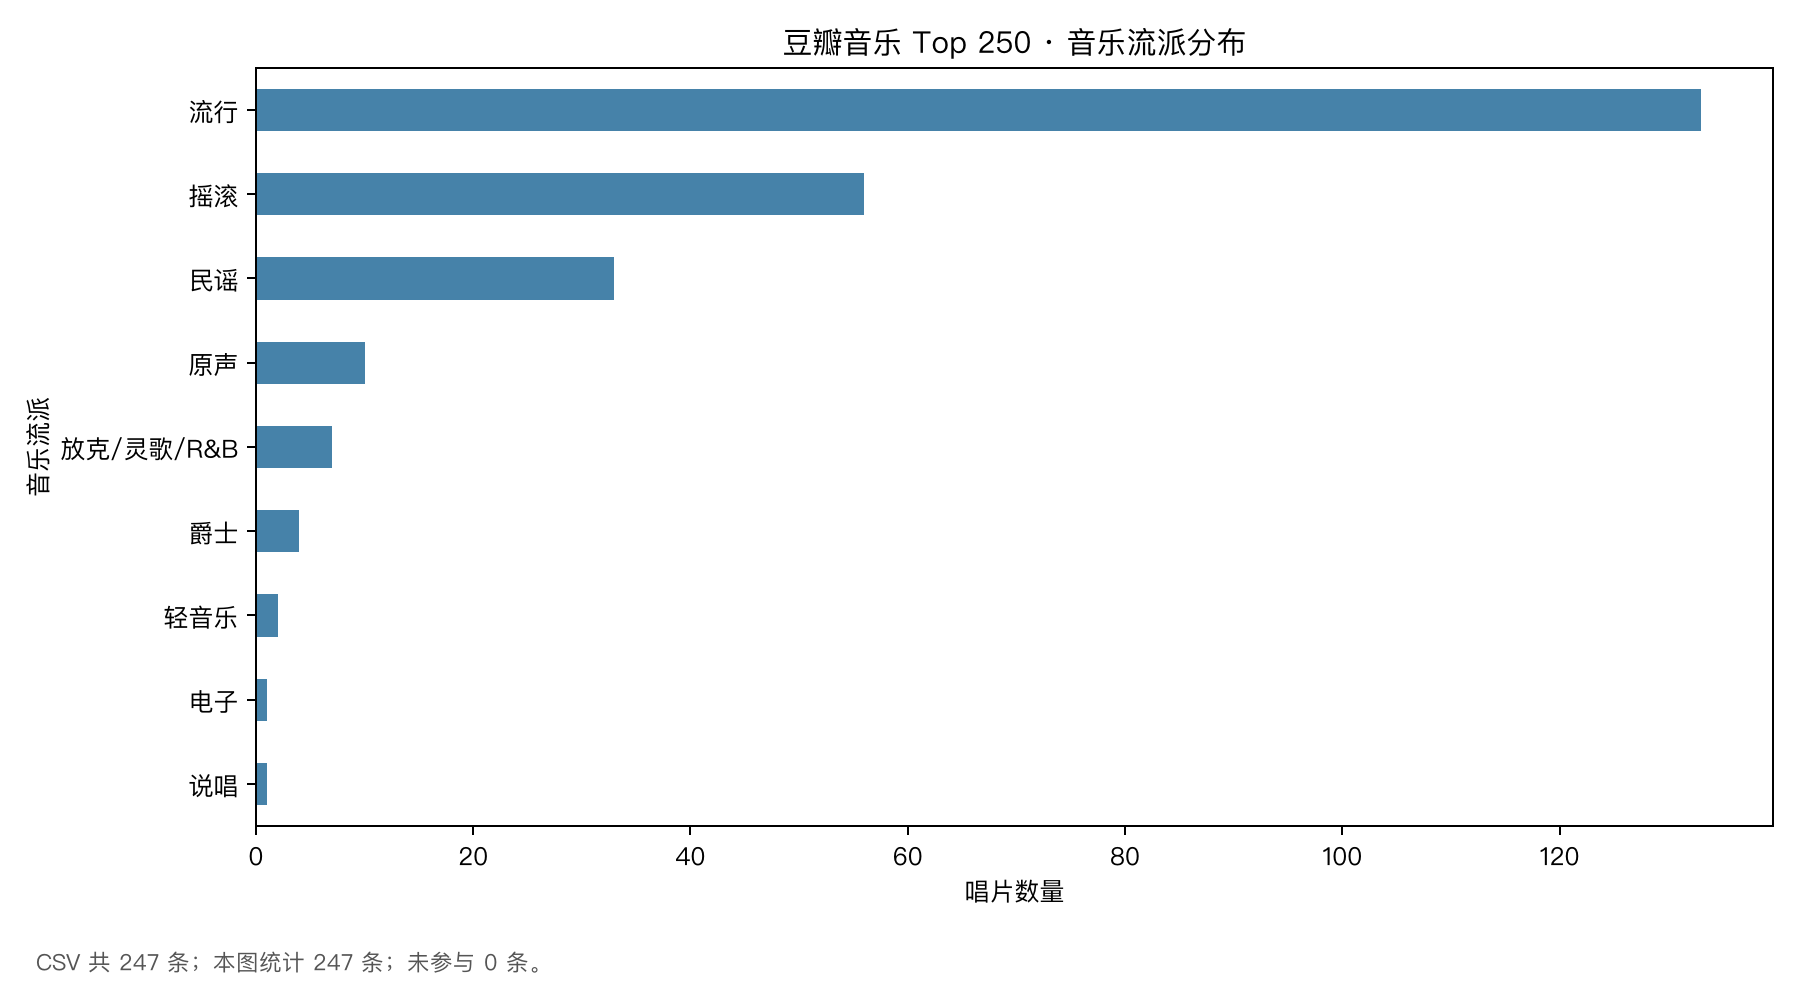 豆瓣音乐 Top 250 · 音乐流派分布
音乐流派
流行
摇滚
民谣
原声
放克/灵歌/R&B
爵士
轻音乐
电子
说唱
0 20 40 60 80 100 120
唱片数量
CSV 共 247 条；本图统计 247 条；未参与 0 条。